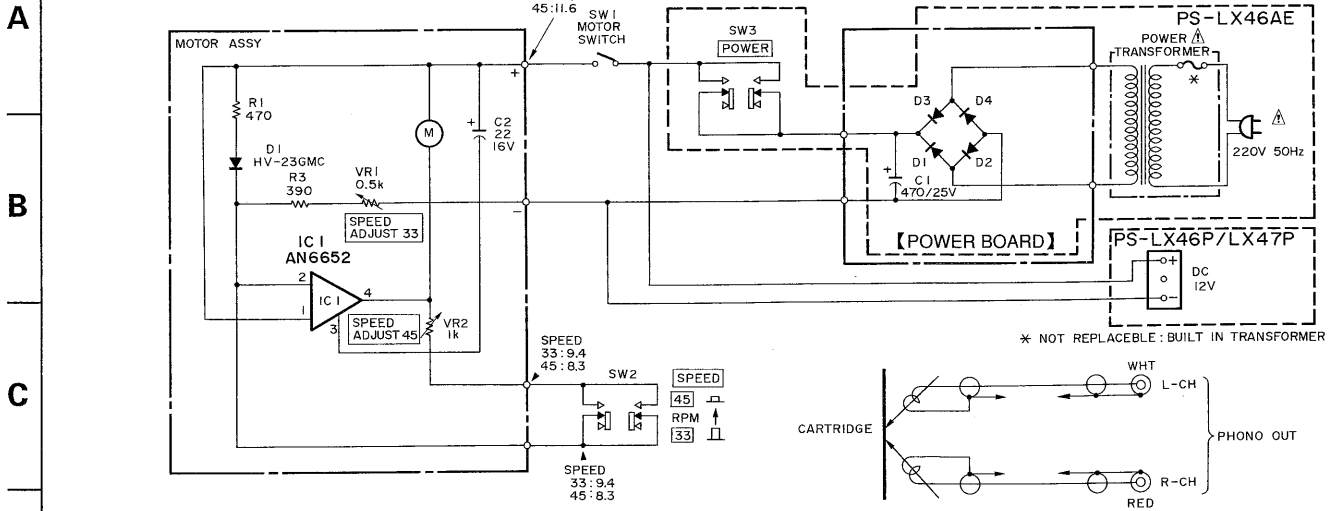 A
45:11.6
SW1
MOTOR
SWITCH
SW3
POWER
PS-LX46AE
POWER
TRANSFORMER
*
MOTOR ASSY
+
R1
470
M
+
C2
22
16V
D3
D4
D1
D2
220V 50Hz
D1
HV-23GMC
R3
390
VR1
0.5k
+
C1
470/25V
B
SPEED
ADJUST 33
−
【POWER BOARD】
PS-LX46P/LX47P
IC1
AN6652
2
IC1
4
1
3
+
−
DC
12V
SPEED
ADJUST 45
VR2
1k
* NOT REPLACEBLE : BUILT IN TRANSFORMER
SPEED
33:9.4
45:8.3
SW2
SPEED
45
RPM
33
C
WHT
L-CH
CARTRIDGE
PHONO OUT
R-CH
RED
SPEED
33:9.4
45:8.3